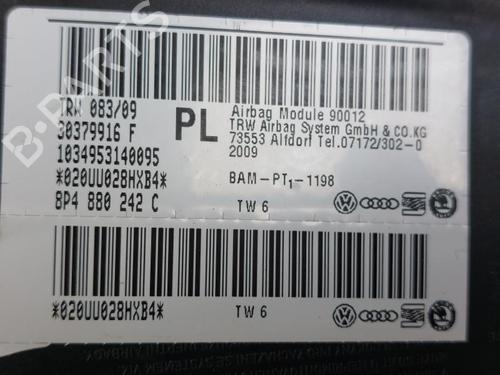 TRW 083/09
30379916 F
1034953140095
*020UU028HXB4*
8P4 880 242 C
PL
Airbag Module 90012
TRW Airbag System GmbH & CO.KG
73553 Alfdorf Tel.07172/302-0
2009
BAM-PT1-1198
TW 6
*020UU028HXB4*
TW 6
B-PARTS